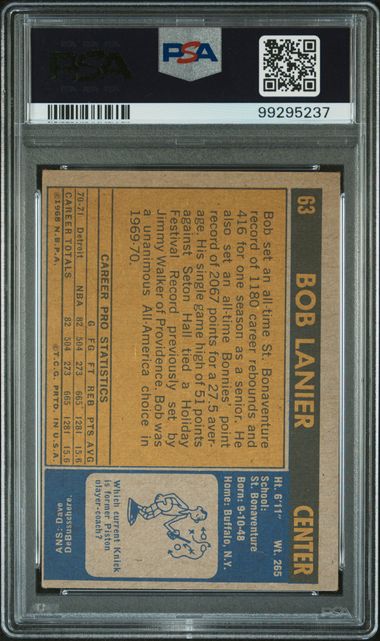 PSA
PSA
99295237
63 BOB LANIER CENTER
Bob set an all-time St. Bonaventure
record of 1180 career rebounds and
416 for one season as a senior. He
also set an all-time Bonnies' point
record of 2067 points for a 27.5 aver-
age. His single game high of 51 points
against Seton Hall tied a Holiday
Festival Record previously set by
Jimmy Walker of Providence. Bob was
a unanimous All-America choice in
1969-70.
CAREER PRO STATISTICS
G FG FT REB PTS AVG
70-71 Detroit NBA 82 504 273 665 1281 15.6
CAREER TOTALS 82 504 273 665 1281 15.6
©1968 N.B.P.A. ©T.C.G. PRTD. IN U.S.A.
Ht. 6'11" Wt. 265
School:
St. Bonaventure
Born: 9-10-48
Home: Buffalo, N.Y.
Which current Knick
is former Piston
player-coach?
ANS: Dave
DeBusschere.